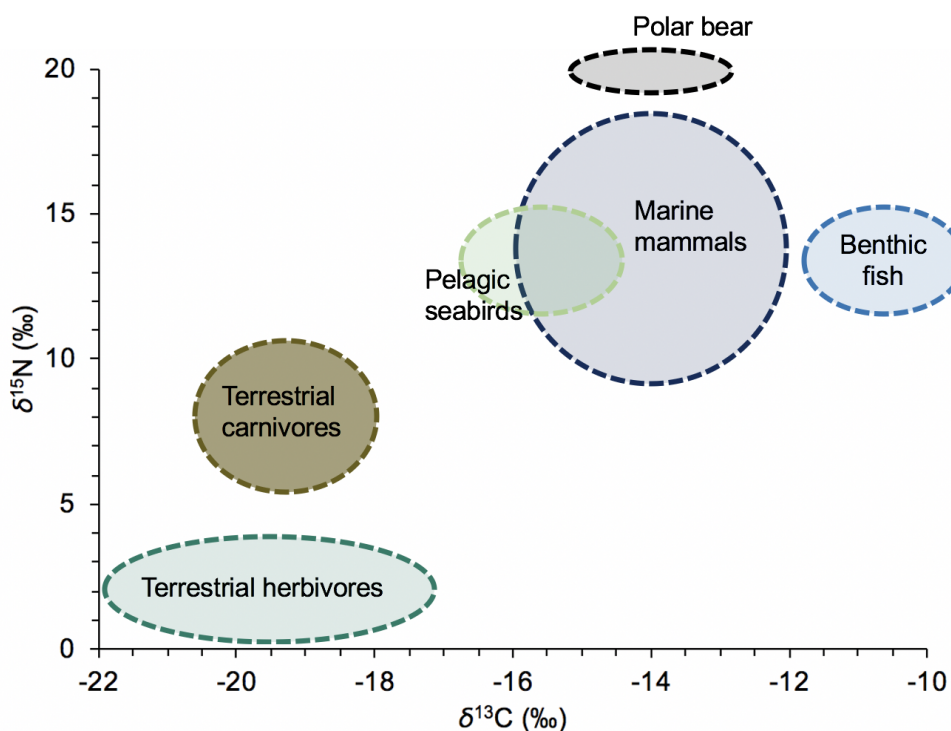 Polar bear
20
15
10
5
0
δ15N (‰)
Marine
mammals
Benthic
fish
Pelagic
seabirds
Terrestrial
carnivores
Terrestrial herbivores
-22 -20 -18 -16 -14 -12 -10
δ13C (‰)